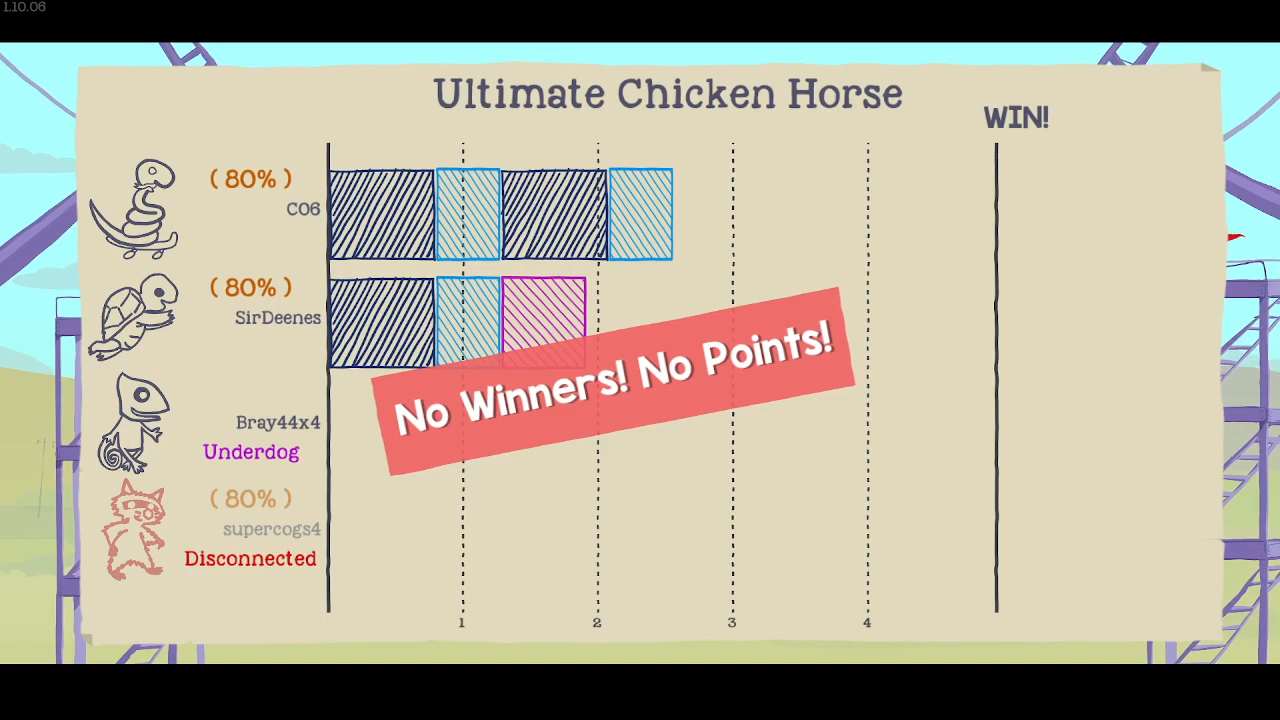 1.10.06
Ultimate Chicken Horse
WIN!
( 80% )
C06
( 80% )
SirDeenes
No Winners! No Points!
Bray44x4
Underdog
( 80% )
supercogs4
Disconnected
1 2 3 4